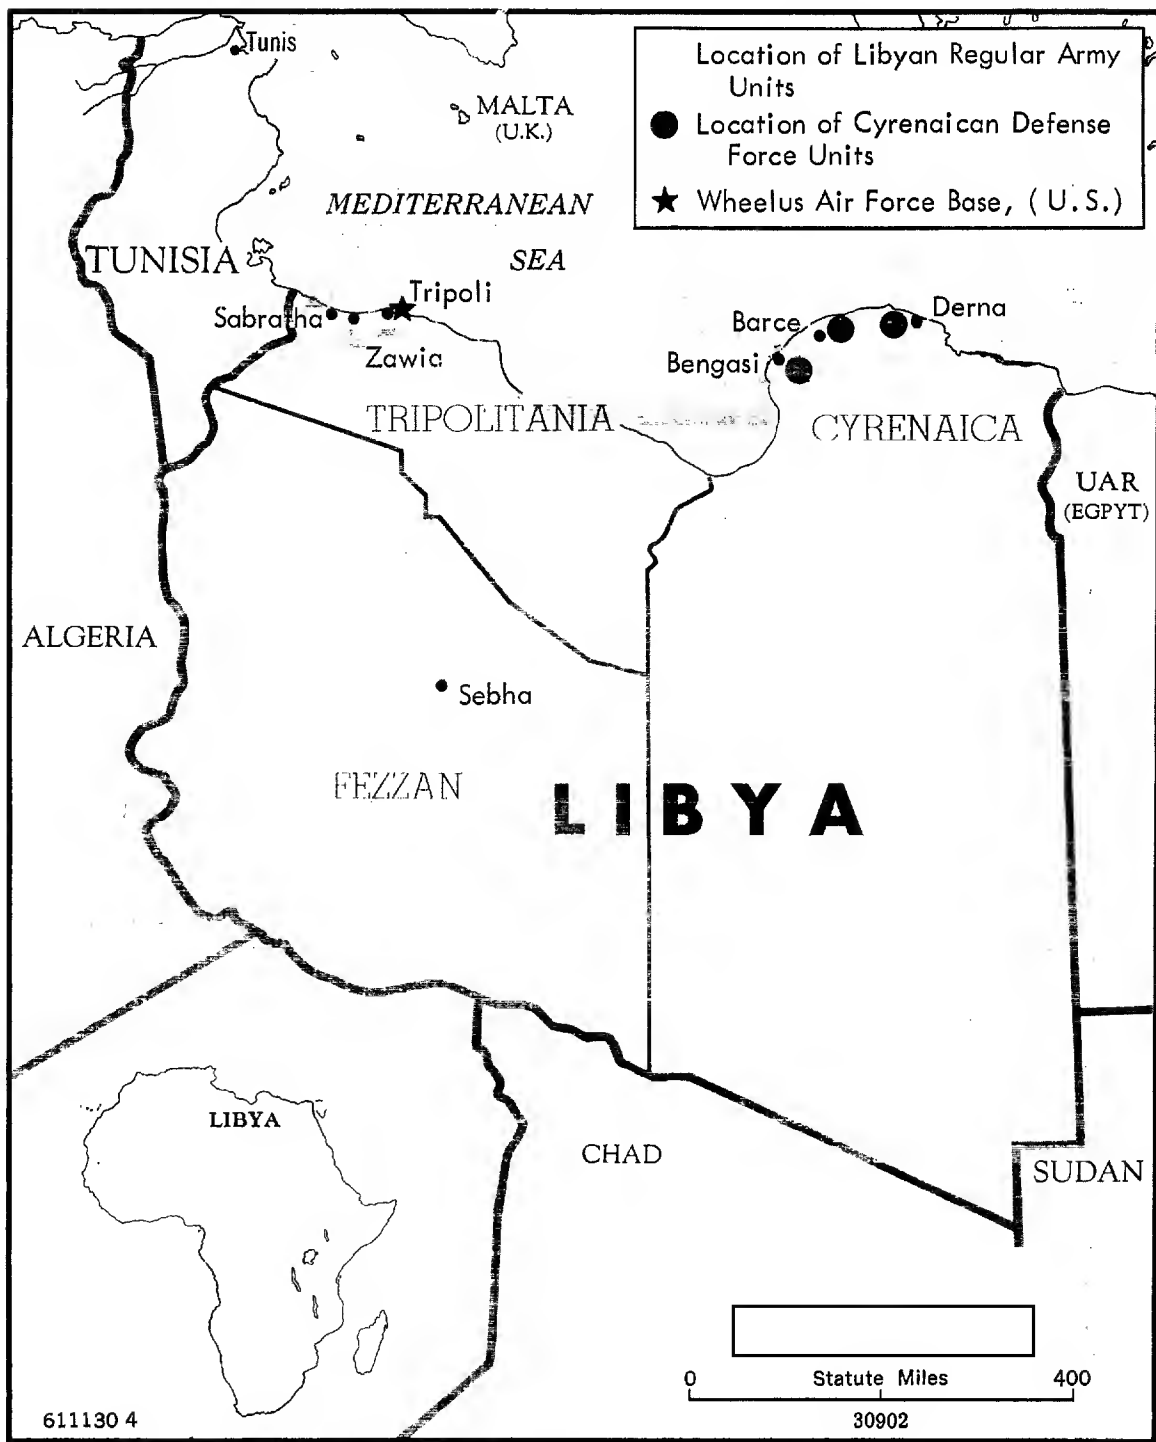 Tunis
Location of Libyan Regular Army
Units
Location of Cyrenaican Defense
Force Units
Wheelus Air Force Base, (U.S.)
MALTA
(U.K.)
MEDITERRANEAN
SEA
TUNISIA
Tripoli
Sabratha
Zawia
Derna
Barce
Bengasi
TRIPOLITANIA
CYRENAICA
UAR
(EGPYT)
ALGERIA
Sebha
FEZZAN
LIBYA
LIBYA
CHAD
SUDAN
0 Statute Miles 400
30902
611130 4